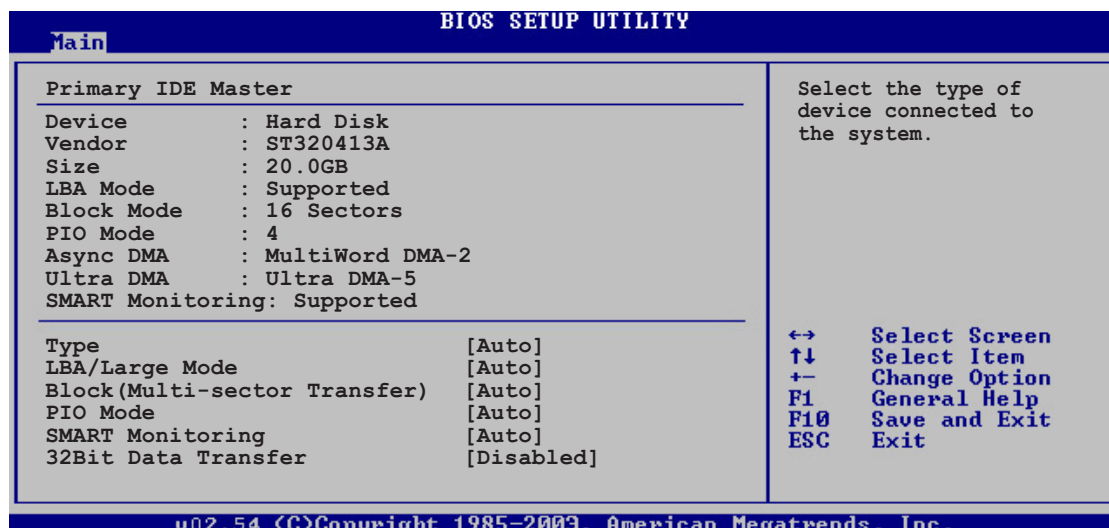 BIOS SETUP UTILITY
Main
Primary IDE Master
Device : Hard Disk
Vendor : ST320413A
Size : 20.0GB
LBA Mode : Supported
Block Mode : 16 Sectors
PIO Mode : 4
Async DMA : MultiWord DMA-2
Ultra DMA : Ultra DMA-5
SMART Monitoring: Supported
Type [Auto]
LBA/Large Mode [Auto]
Block(Multi-sector Transfer) [Auto]
PIO Mode [Auto]
SMART Monitoring [Auto]
32Bit Data Transfer [Disabled]
Select the type of
device connected to
the system.
←→ Select Screen
↑↓ Select Item
+- Change Option
F1 General Help
F10 Save and Exit
ESC Exit
v02.54 (C)Copyright 1985-2003, American Megatrends, Inc.